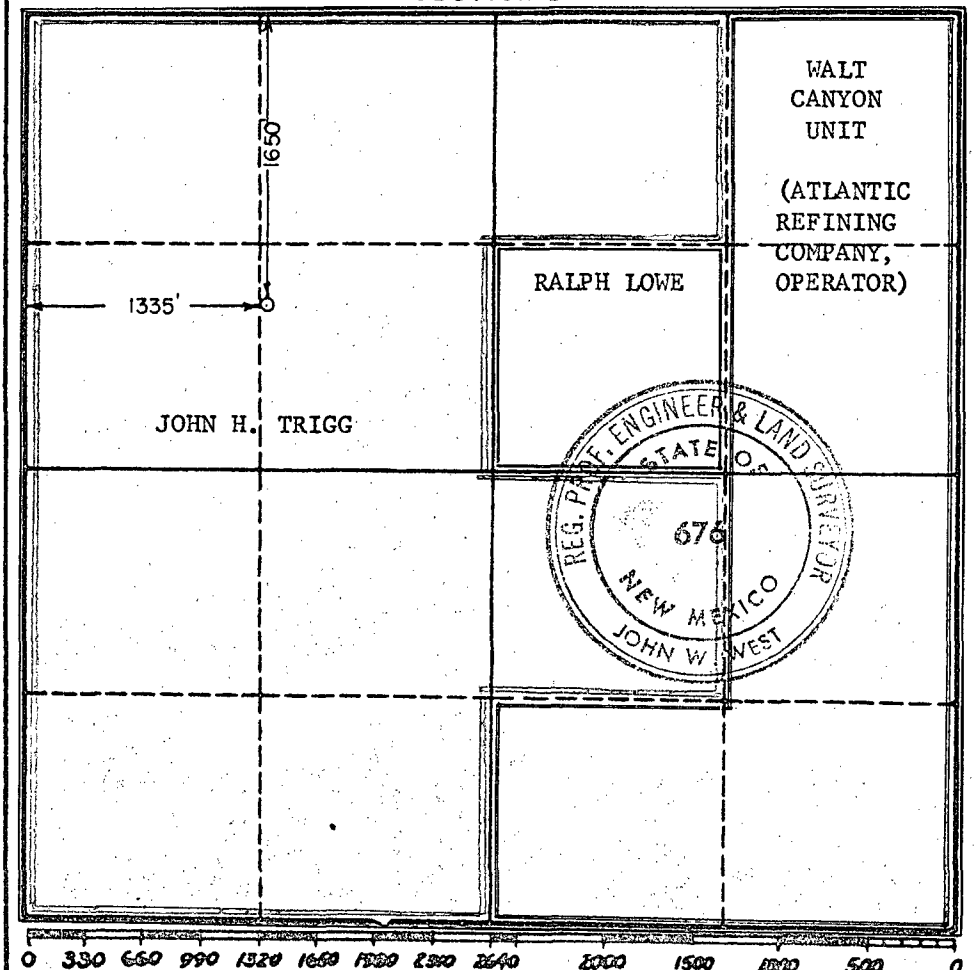 WALT
CANYON
UNIT
(ATLANTIC
REFINING
COMPANY,
OPERATOR)
1650'
RALPH LOWE
1335'
JOHN H. TRIGG
REG. PROF. ENGINEER & LAND SURVEYOR
STATE OF
676
NEW MEXICO
JOHN W. WEST
0 330 660 990 1320 1650 1980 2310 2640 2000 1500 1000 500 0